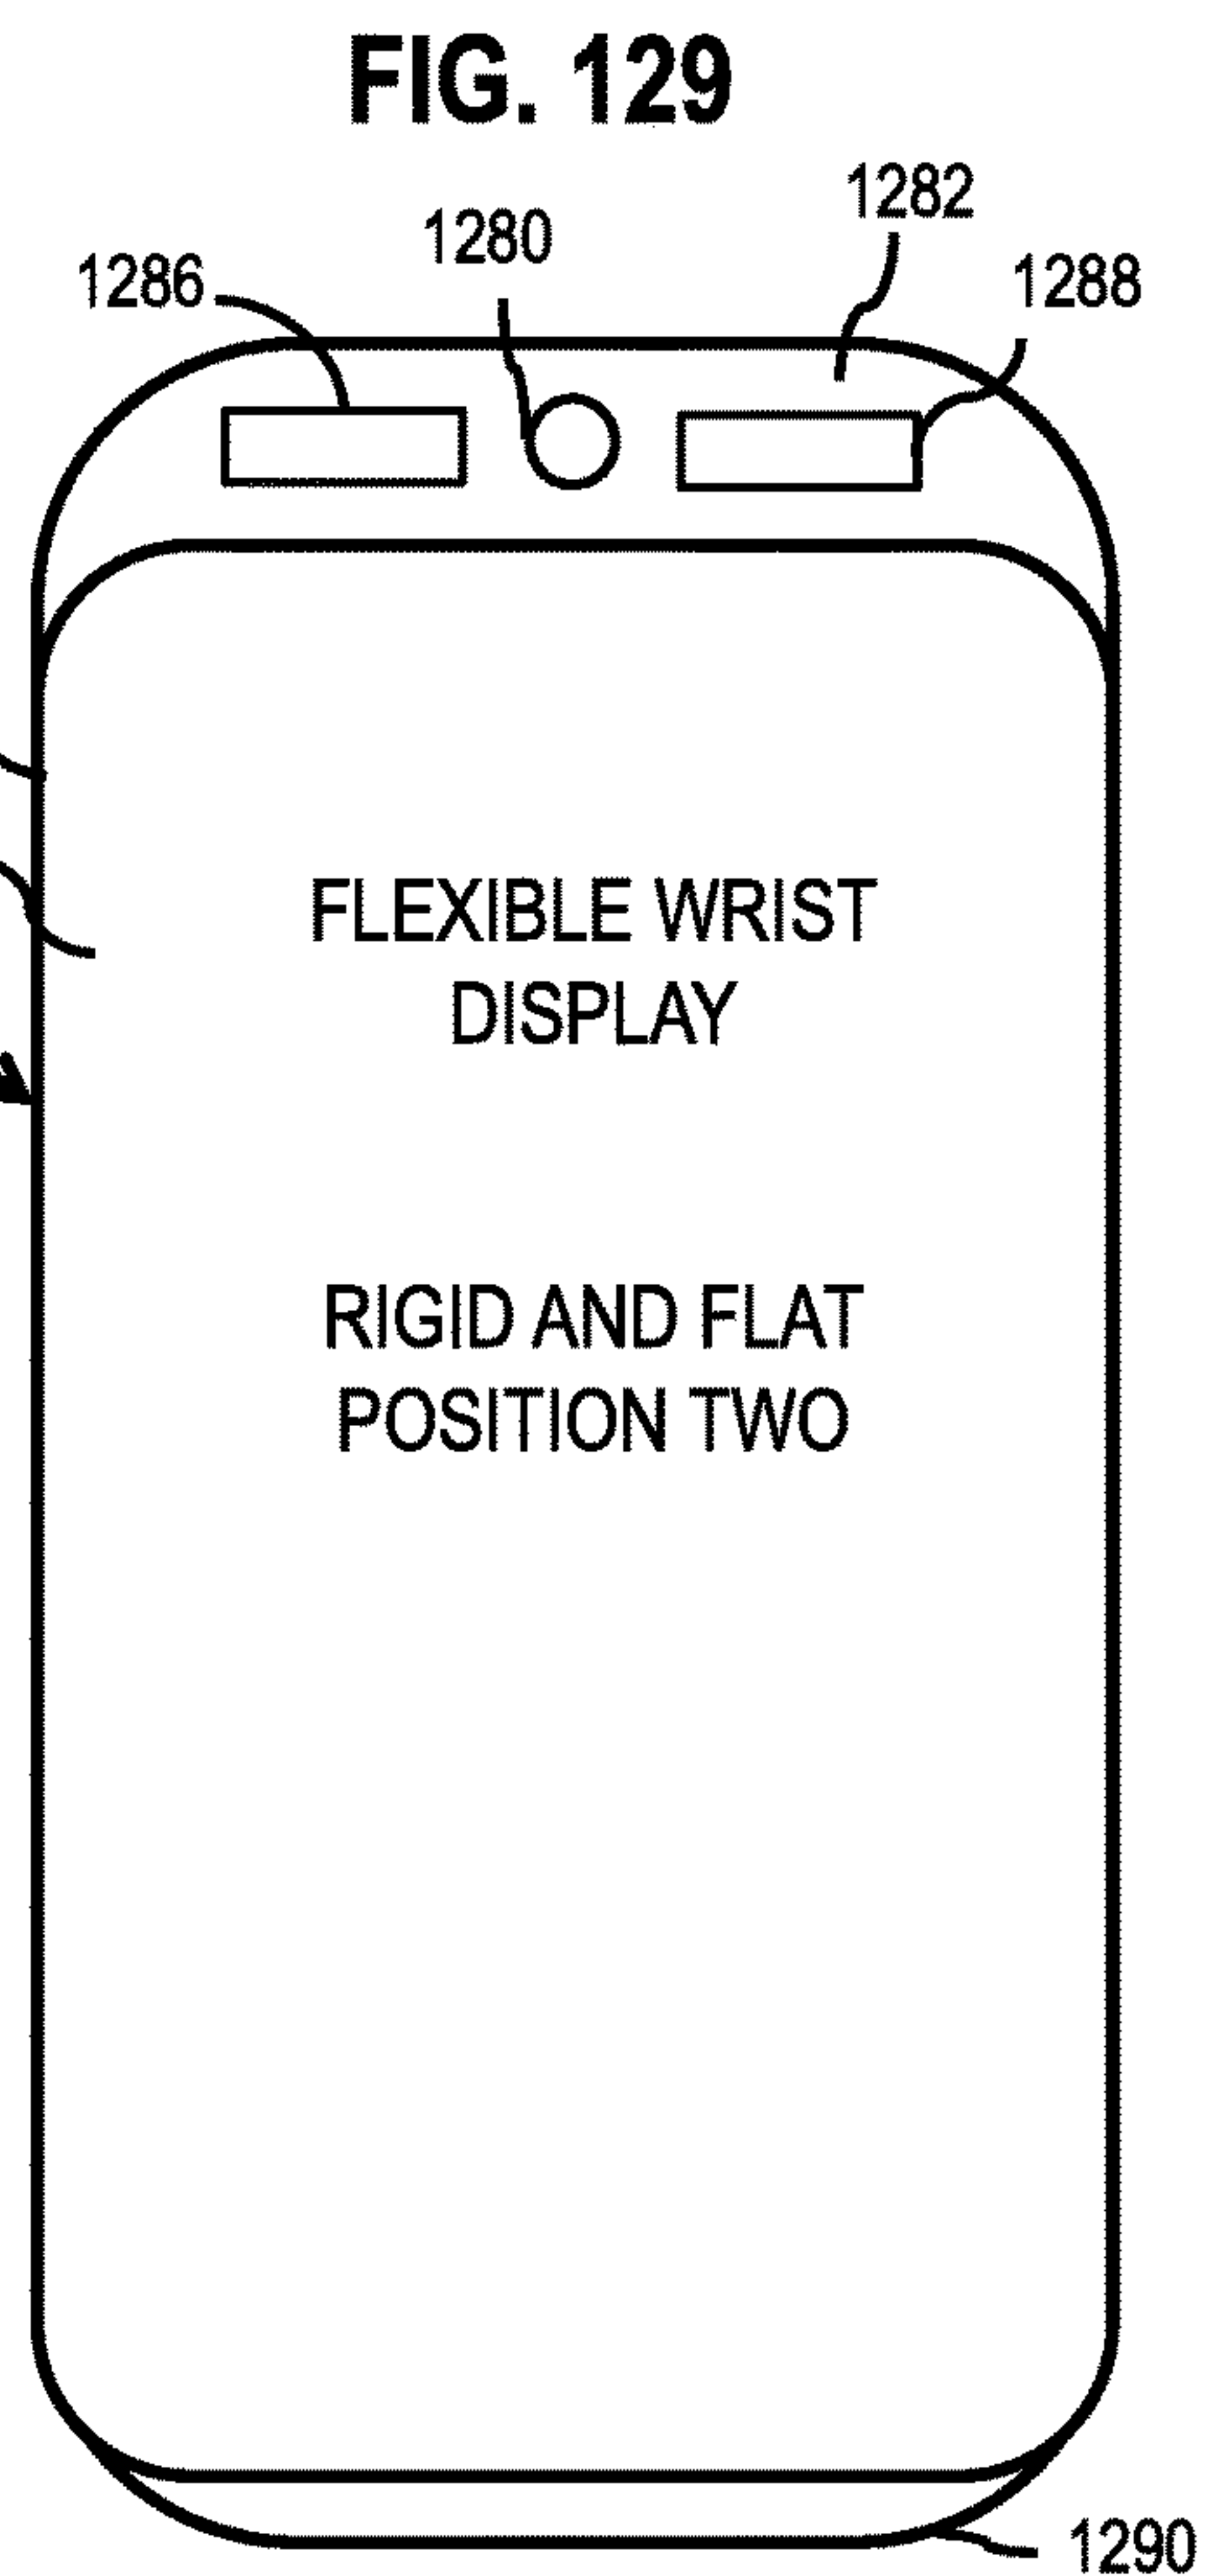 FIG. 129
1282
1280
1286
1288
FLEXIBLE WRIST
DISPLAY
RIGID AND FLAT
POSITION TWO
1290